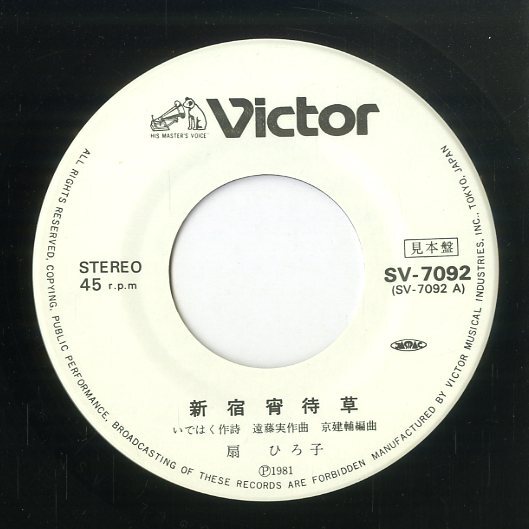 Victor
HIS MASTER'S VOICE
見本盤
STEREO
45 r.p.m
SV-7092
(SV-7092 A)
JASRAC
新宿宵待草
いではく作詩 遠藤実作曲 京建輔編曲
扇 ひろ子
Ⓟ1981
ALL RIGHTS RESERVED, COPYING, PUBLIC PERFORMANCE, BROADCASTING OF THESE RECORDS ARE FORBIDDEN MANUFACTURED BY VICTOR MUSICAL INDUSTRIES, INC., TOKYO, JAPAN